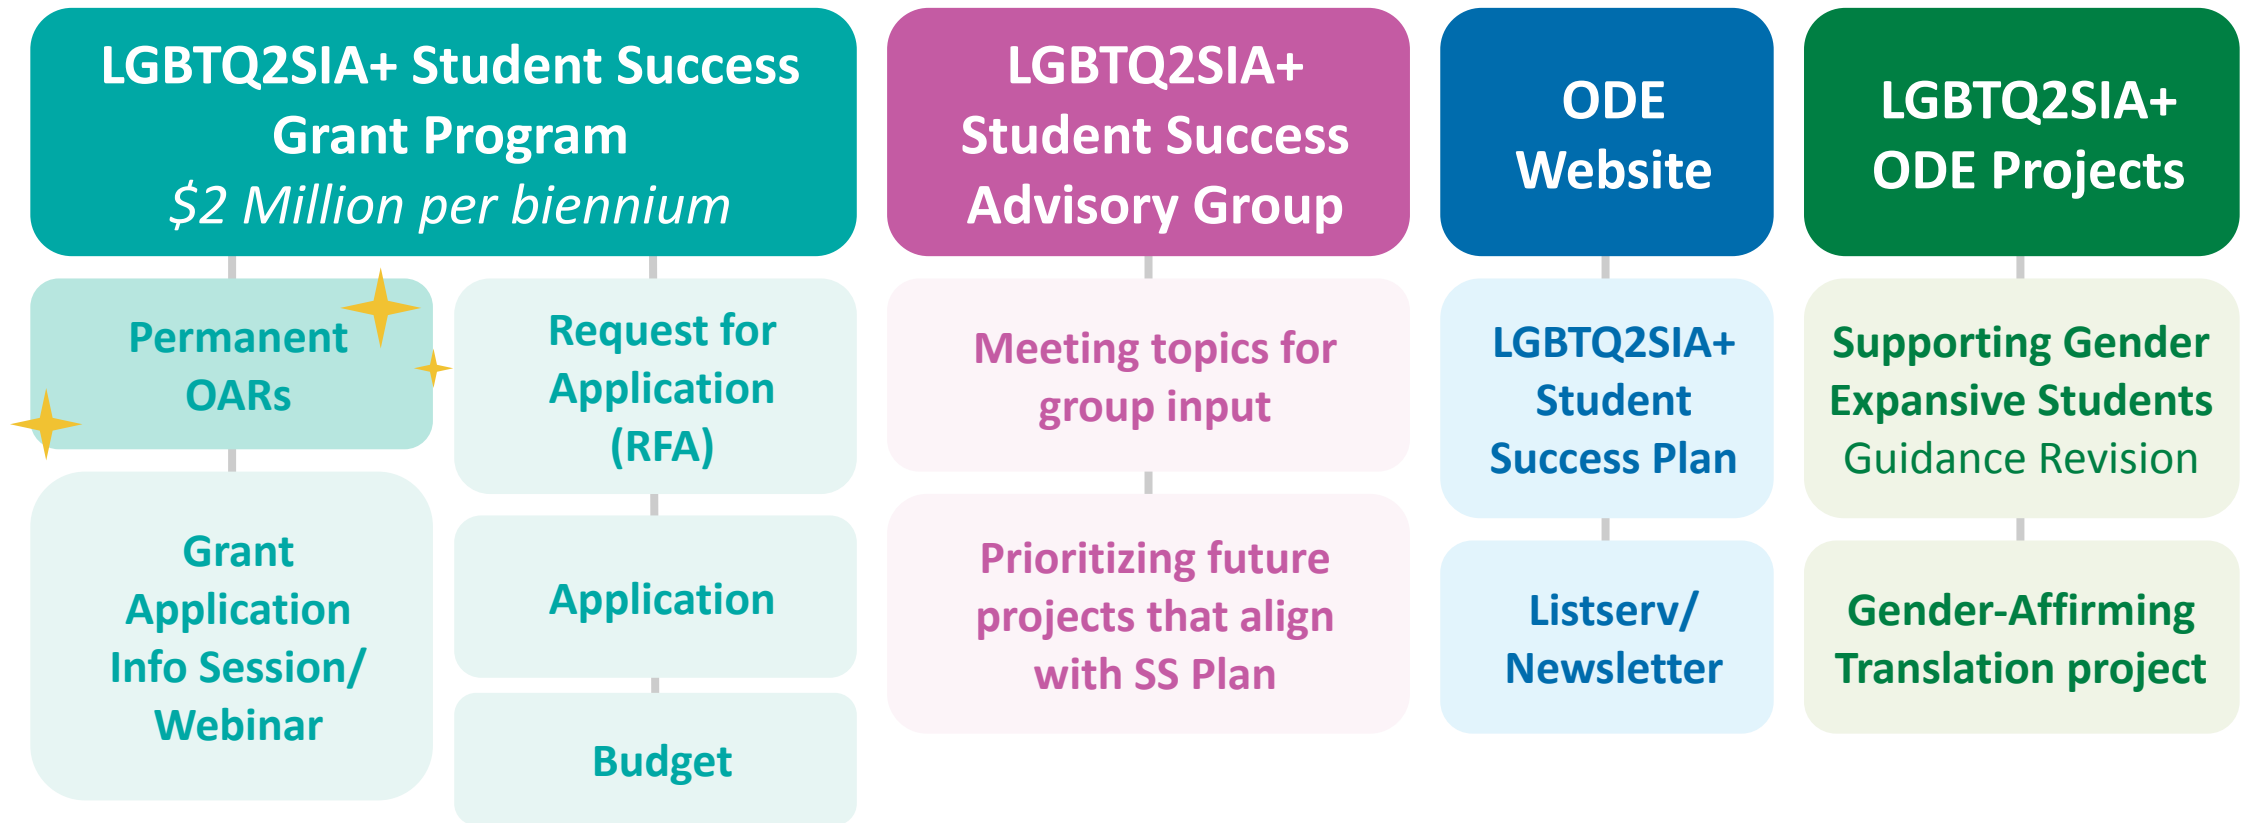 LGBTQ2SIA+ Student Success
Grant Program
$2 Million per biennium
Permanent
OARs
Grant
Application
Info Session/
Webinar
Request for
Application
(RFA)
Application
Budget
LGBTQ2SIA+
Student Success
Advisory Group
Meeting topics for
group input
Prioritizing future
projects that align
with SS Plan
ODE
Website
LGBTQ2SIA+
Student
Success Plan
Listserv/
Newsletter
LGBTQ2SIA+
ODE Projects
Supporting Gender
Expansive Students
Guidance Revision
Gender-Affirming
Translation project